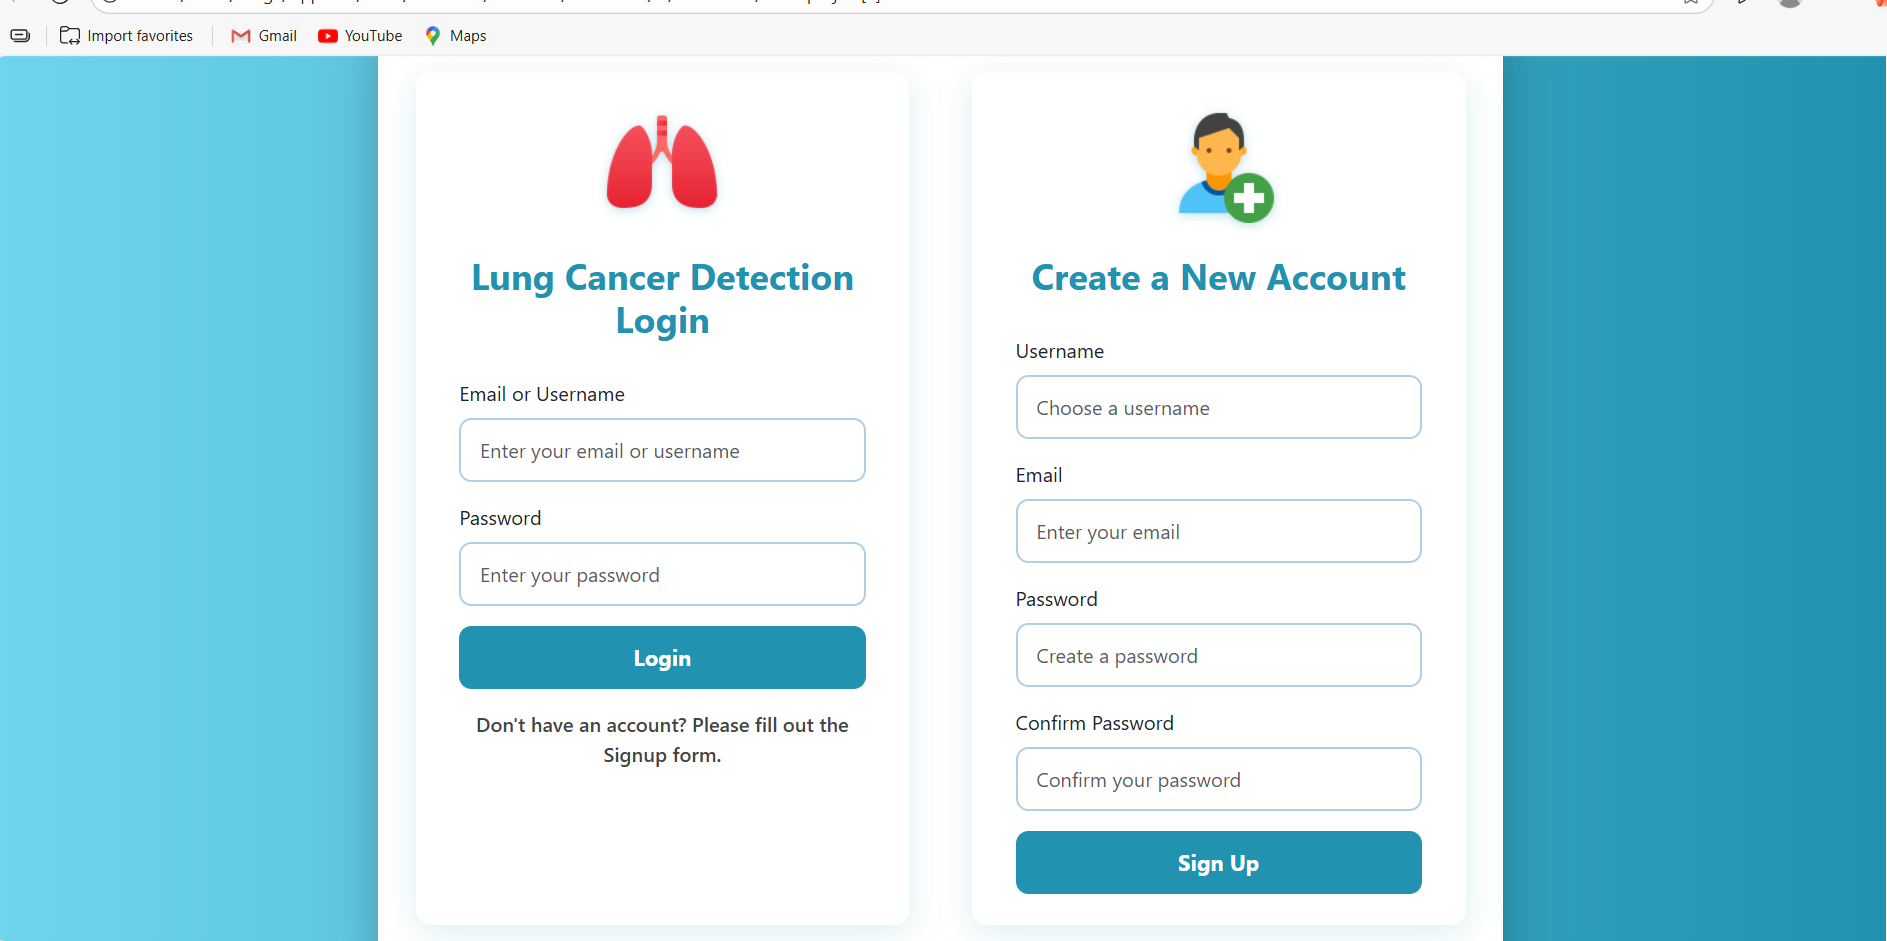 Import favorites
Gmail
YouTube
Maps
Lung Cancer Detection
Login
Email or Username
Enter your email or username
Password
Enter your password
Login
Don't have an account? Please fill out the
Signup form.
Create a New Account
Username
Choose a username
Email
Enter your email
Password
Create a password
Confirm Password
Confirm your password
Sign Up